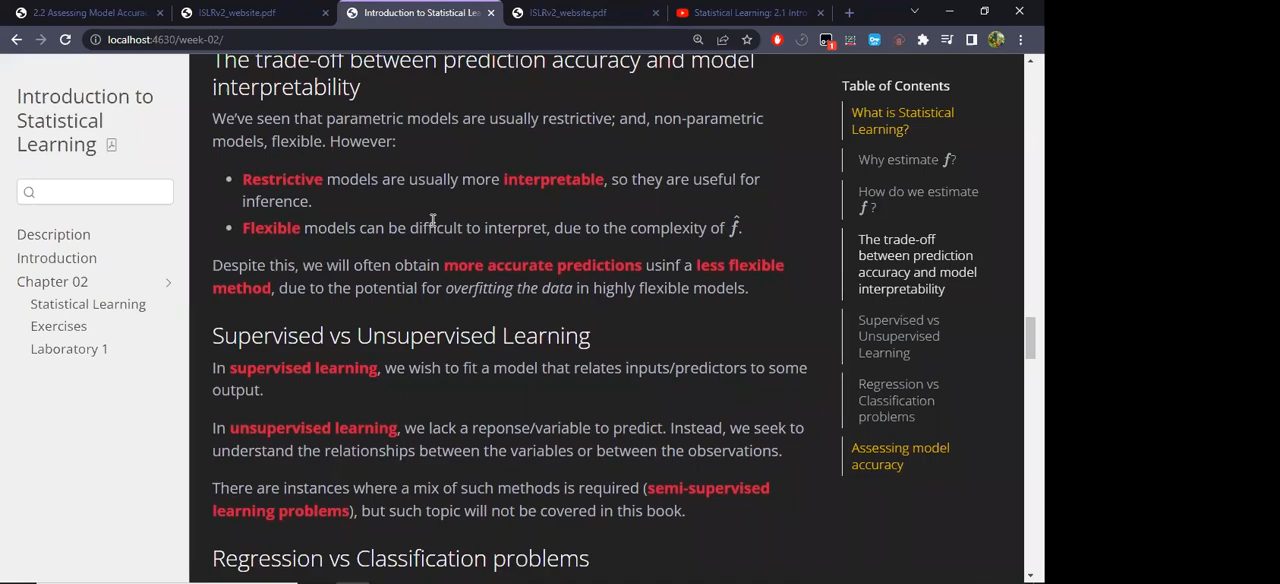 2.2 Assessing Model Accurac
ISLRv2_website.pdf
Introduction to Statistical Le
ISLRv2_website.pdf
Statistical Learning: 2.1 Intro
localhost:4630/week-02/
1
Introduction to
Statistical
Learning
Description
Introduction
Chapter 02
Statistical Learning
Exercises
Laboratory 1
The trade-off between prediction accuracy and model
interpretability
We've seen that parametric models are usually restrictive; and, non-parametric
models, flexible. However:
• Restrictive models are usually more interpretable, so they are useful for
inference.
• Flexible models can be difficult to interpret, due to the complexity of f̂.
Despite this, we will often obtain more accurate predictions usinf a less flexible
method, due to the potential for overfitting the data in highly flexible models.
Supervised vs Unsupervised Learning
In supervised learning, we wish to fit a model that relates inputs/predictors to some
output.
In unsupervised learning, we lack a reponse/variable to predict. Instead, we seek to
understand the relationships between the variables or between the observations.
There are instances where a mix of such methods is required (semi-supervised
learning problems), but such topic will not be covered in this book.
Regression vs Classification problems
Table of Contents
What is Statistical
Learning?
Why estimate f?
How do we estimate
f?
The trade-off
between prediction
accuracy and model
interpretability
Supervised vs
Unsupervised
Learning
Regression vs
Classification
problems
Assessing model
accuracy